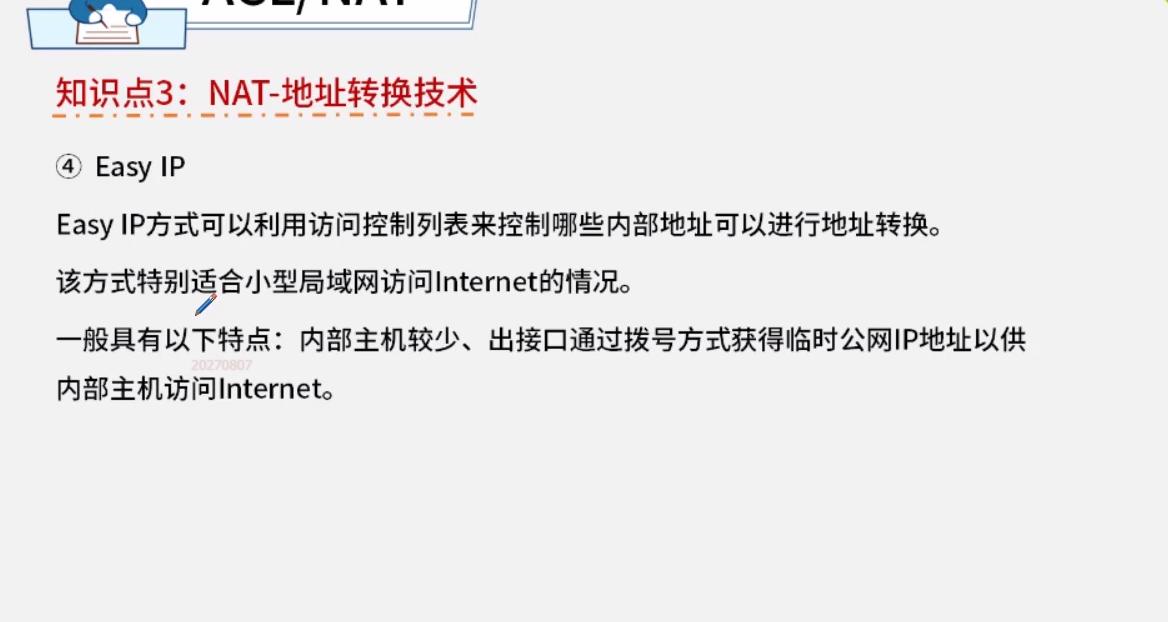 ACL/NAT
知识点3：NAT-地址转换技术
④ Easy IP
Easy IP方式可以利用访问控制列表来控制哪些内部地址可以进行地址转换。
该方式特别适合小型局域网访问Internet的情况。
一般具有以下特点：内部主机较少、出接口通过拨号方式获得临时公网IP地址以供
20270807
内部主机访问Internet。